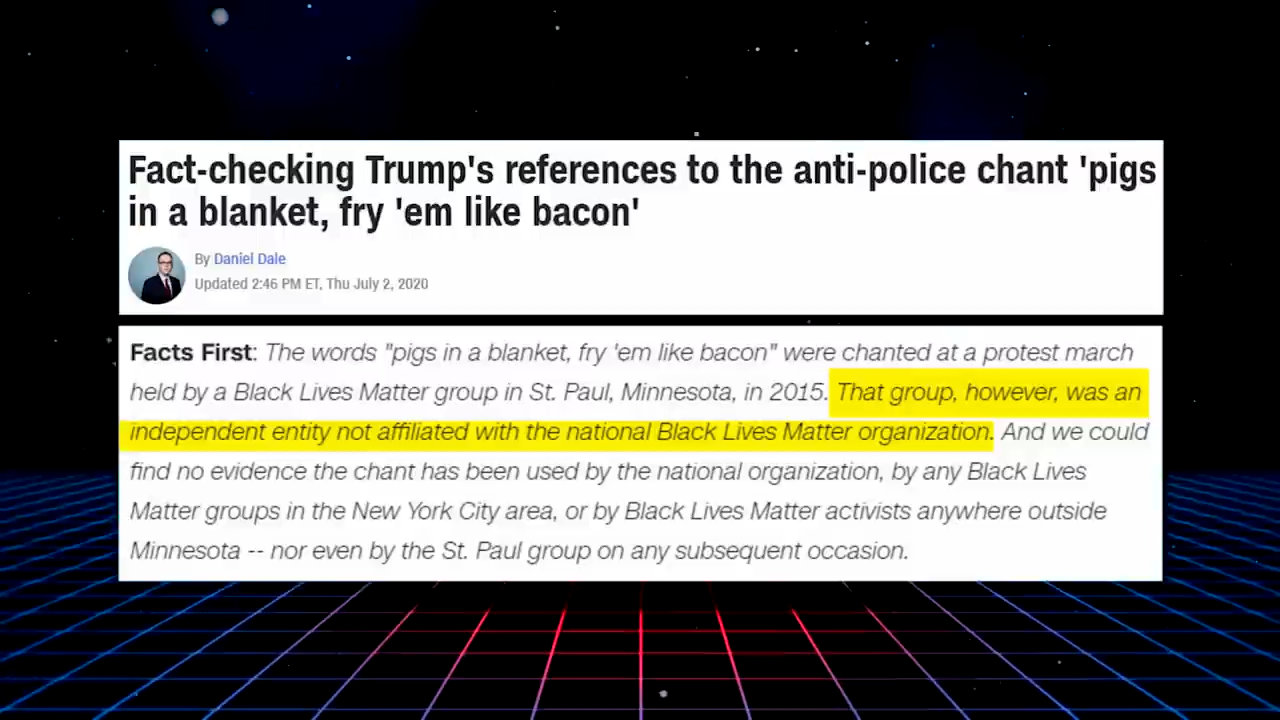 Fact-checking Trump's references to the anti-police chant 'pigs
in a blanket, fry 'em like bacon'
By Daniel Dale
Updated 2:46 PM ET, Thu July 2, 2020
Facts First: The words "pigs in a blanket, fry 'em like bacon" were chanted at a protest march
held by a Black Lives Matter group in St. Paul, Minnesota, in 2015. That group, however, was an
independent entity not affiliated with the national Black Lives Matter organization. And we could
find no evidence the chant has been used by the national organization, by any Black Lives
Matter groups in the New York City area, or by Black Lives Matter activists anywhere outside
Minnesota -- nor even by the St. Paul group on any subsequent occasion.